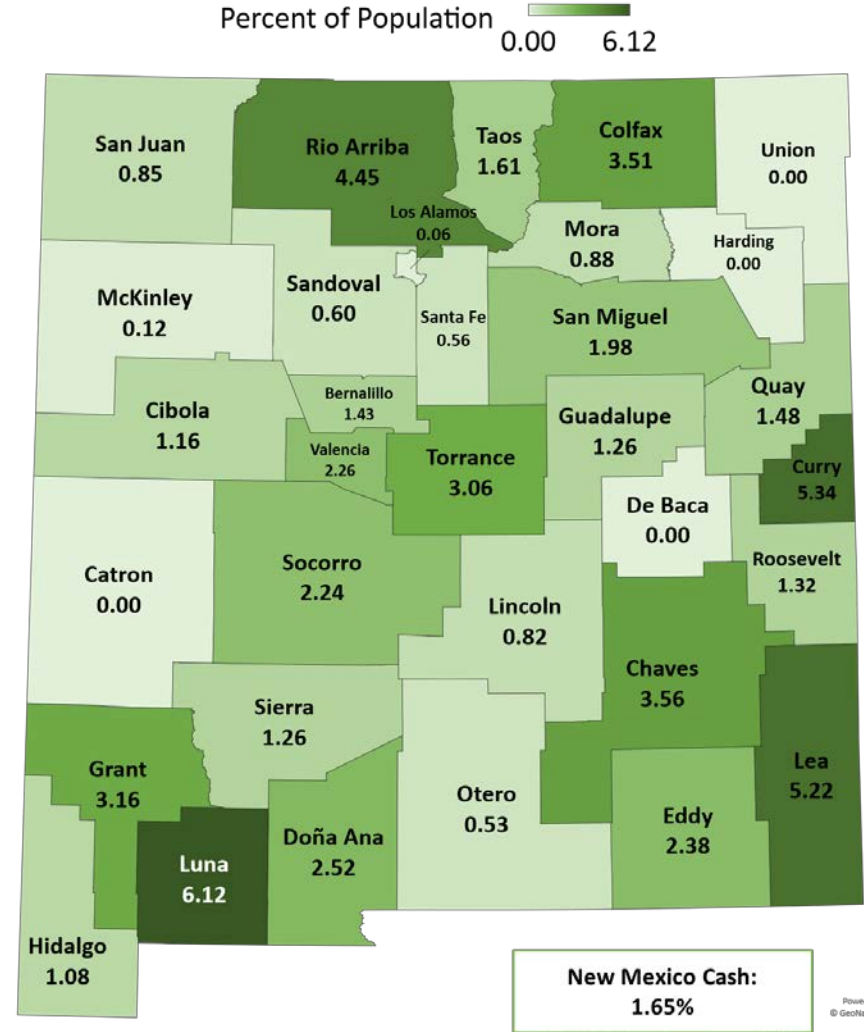 Percent of Population
0.00 6.12
San Juan
0.85
Rio Arriba
4.45
Taos
1.61
Colfax
3.51
Union
0.00
Los Alamos
0.06
Mora
0.88
Harding
0.00
McKinley
0.12
Sandoval
0.60
Santa Fe
0.56
San Miguel
1.98
Quay
1.48
Cibola
1.16
Bernalillo
1.43
Guadalupe
1.26
Valencia
2.26
Torrance
3.06
Curry
5.34
De Baca
0.00
Catron
0.00
Socorro
2.24
Roosevelt
1.32
Lincoln
0.82
Chaves
3.56
Sierra
1.26
Grant
3.16
Lea
5.22
Otero
0.53
Eddy
2.38
Doña Ana
2.52
Luna
6.12
Hidalgo
1.08
New Mexico Cash:
1.65%
Powe
© GeoNa